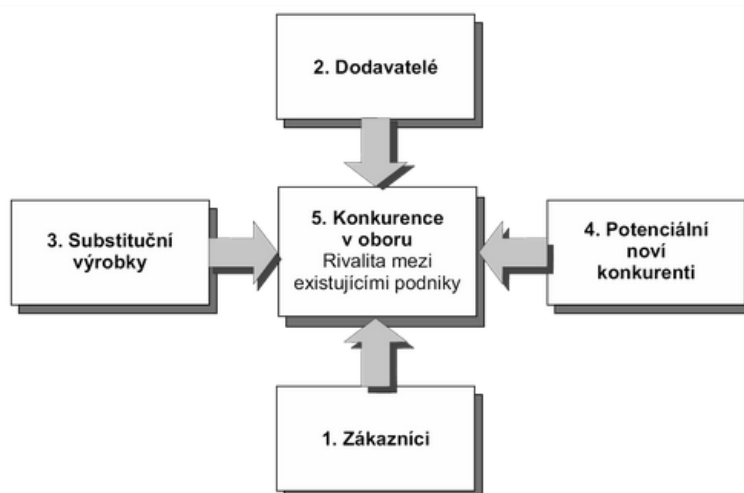 2. Dodavatelé
3. Substituční
výrobky
5. Konkurence
v oboru
Rivalita mezi
existujícími podniky
4. Potenciální
noví
konkurenti
1. Zákazníci